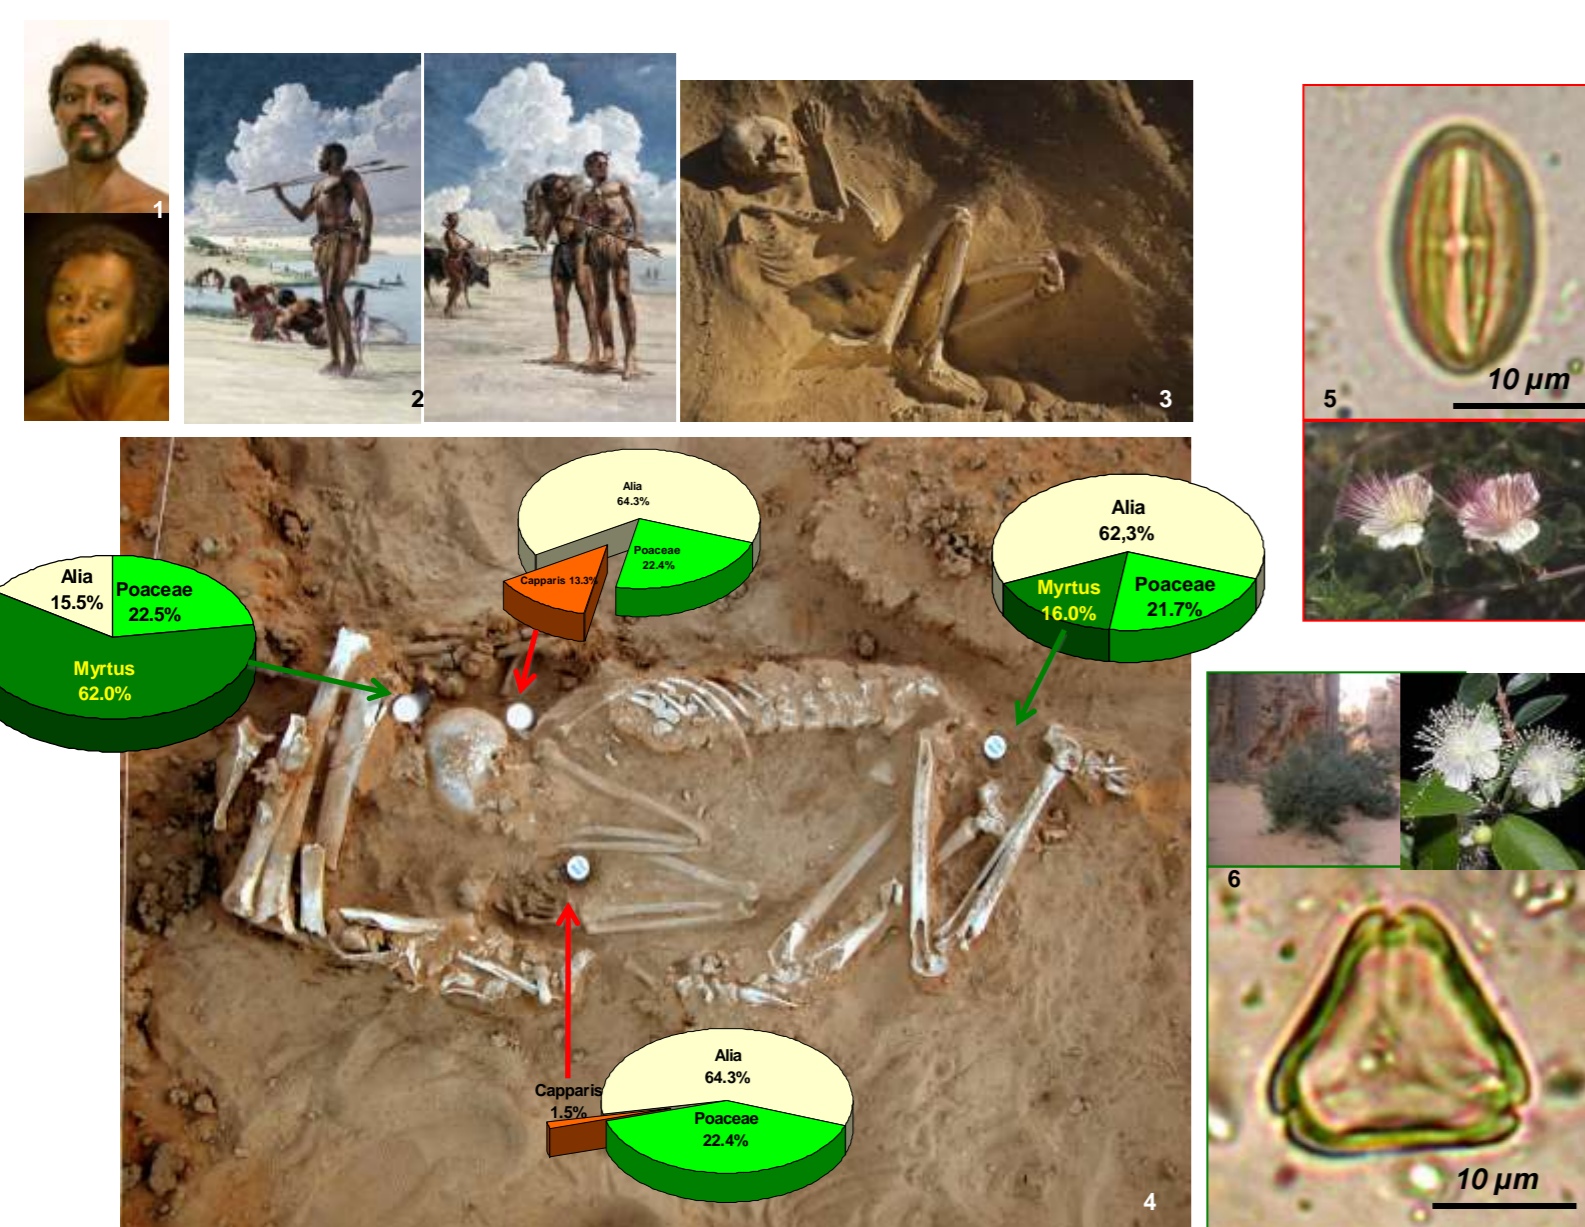 1
2
3
5
10 µm
Alia
64.3%
Poaceae
22.4%
Capparis 13.3%
Alia
62,3%
Myrtus
16.0%
Poaceae
21.7%
Alia
15.5%
Poaceae
22.5%
Myrtus
62.0%
6
Alia
64.3%
Capparis
1.5%
Poaceae
22.4%
4
10 µm